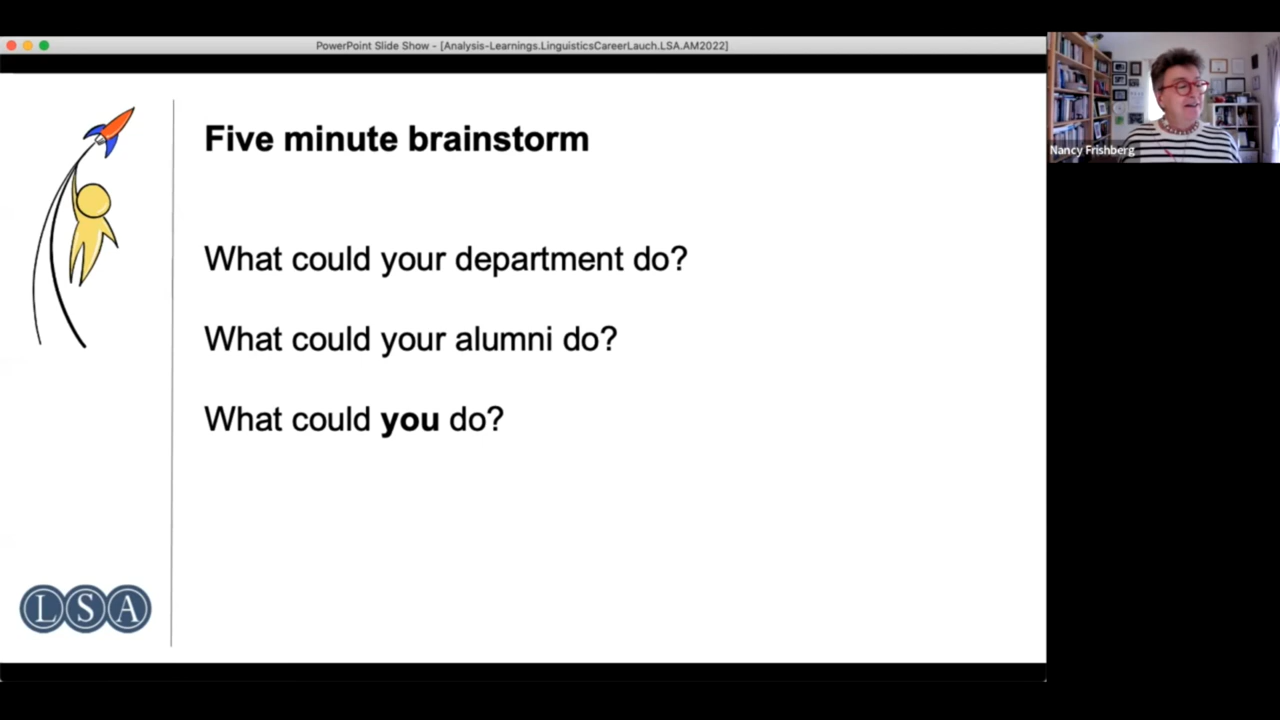 PowerPoint Slide Show - [Analysis-Learnings.LinguisticsCareerLauch.LSA.AM2022]
Nancy Frishberg
Five minute brainstorm
What could your department do?
What could your alumni do?
What could you do?
LSA